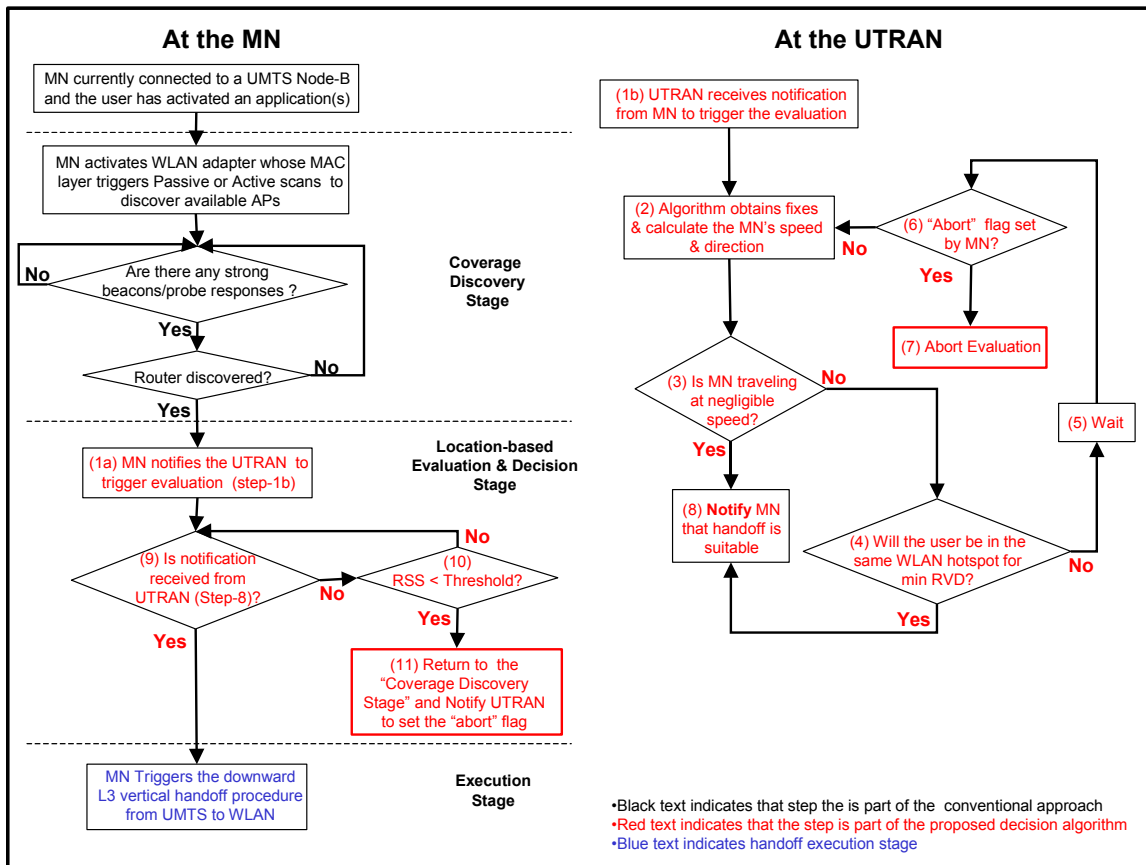 At the MN
MN currently connected to a UMTS Node-B
and the user has activated an application(s)
MN activates WLAN adapter whose MAC
layer triggers Passive or Active scans to
discover available APs
No
Are there any strong
beacons/probe responses ?
Yes
Router discovered?
No
Yes
Coverage
Discovery
Stage
(1a) MN notifies the UTRAN to
trigger evaluation (step-1b)
Location-based
Evaluation & Decision
Stage
(9) Is notification
received from
UTRAN (Step-8)?
No
Yes
(10)
RSS < Threshold?
No
Yes
(11) Return to the
“Coverage Discovery
Stage” and Notify UTRAN
to set the “abort” flag
MN Triggers the downward
L3 vertical handoff procedure
from UMTS to WLAN
Execution
Stage
At the UTRAN
(1b) UTRAN receives notification
from MN to trigger the evaluation
(2) Algorithm obtains fixes
& calculate the MN’s speed
& direction
(6) “Abort” flag set
by MN?
No
Yes
(7) Abort Evaluation
(3) Is MN traveling
at negligible
speed?
No
Yes
(5) Wait
(8) Notify MN
that handoff is
suitable
(4) Will the user be in the
same WLAN hotspot for
min RVD?
No
Yes
•Black text indicates that step the is part of the conventional approach
•Red text indicates that the step is part of the proposed decision algorithm
•Blue text indicates handoff execution stage